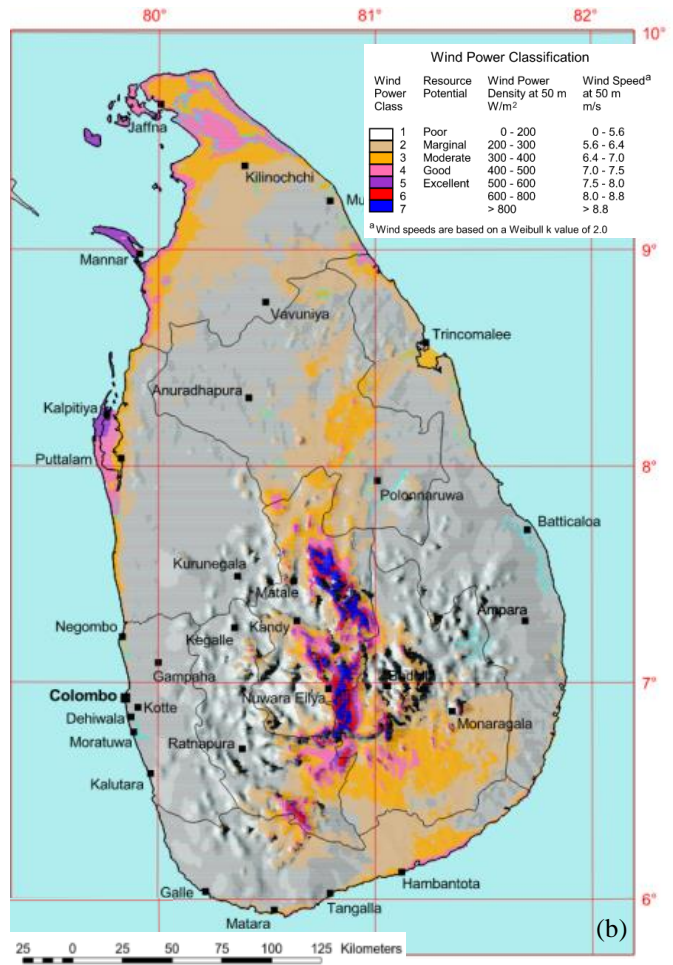 80° 81° 82°
10°
Wind Power Classification
Wind Resource Wind Power Wind Speedᵃ
Power Potential Density at 50 m at 50 m
Class W/m² m/s
1 Poor 0 - 200 0 - 5.6
2 Marginal 200 - 300 5.6 - 6.4
3 Moderate 300 - 400 6.4 - 7.0
4 Good 400 - 500 7.0 - 7.5
5 Excellent 500 - 600 7.5 - 8.0
6 600 - 800 8.0 - 8.8
7 > 800 > 8.8
ᵃ Wind speeds are based on a Weibull k value of 2.0
Jaffna
Kilinochchi
Mu
9°
Mannar
Vavuniya
Trincomalee
Anuradhapura
Kalpitiya
Puttalam
8°
Polonnaruwa
Batticaloa
Kurunegala
Matale
Ampara
Negombo
Kegalle
Kandy
Gampaha
7°
Badulla
Colombo
Nuwara Eliya
Kotte
Dehiwala
Monaragala
Moratuwa
Ratnapura
Kalutara
Hambantota
Galle
6°
Tangalla
Matara
(b)
25 0 25 50 75 100 125 Kilometers